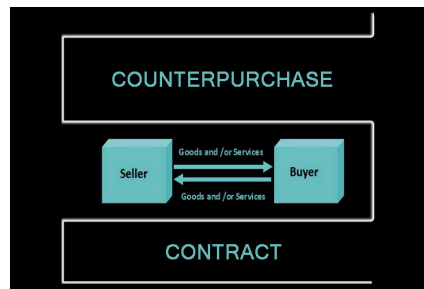 COUNTERPURCHASE
Goods and /or Services
Seller
Buyer
Goods and /or Services
CONTRACT